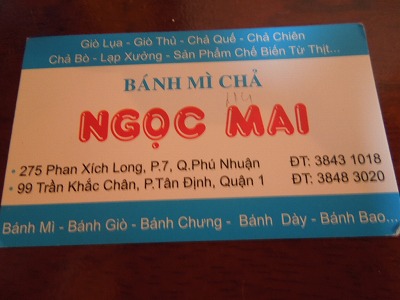 Giò Lụa - Giò Thủ - Chả Quế - Chả Chiên
Chả Bò - Lạp Xưởng - Sản Phẩm Chế Biến Từ Thịt...
BÁNH MÌ CHẢ
NGỌC MAI
• 275 Phan Xích Long, P.7, Q.Phú Nhuận ĐT: 3843 1018
• 99 Trần Khắc Chân, P.Tân Định, Quận 1 ĐT: 3848 3020
Bánh Mì - Bánh Giò - Bánh Chưng - Bánh Dày - Bánh Bao...